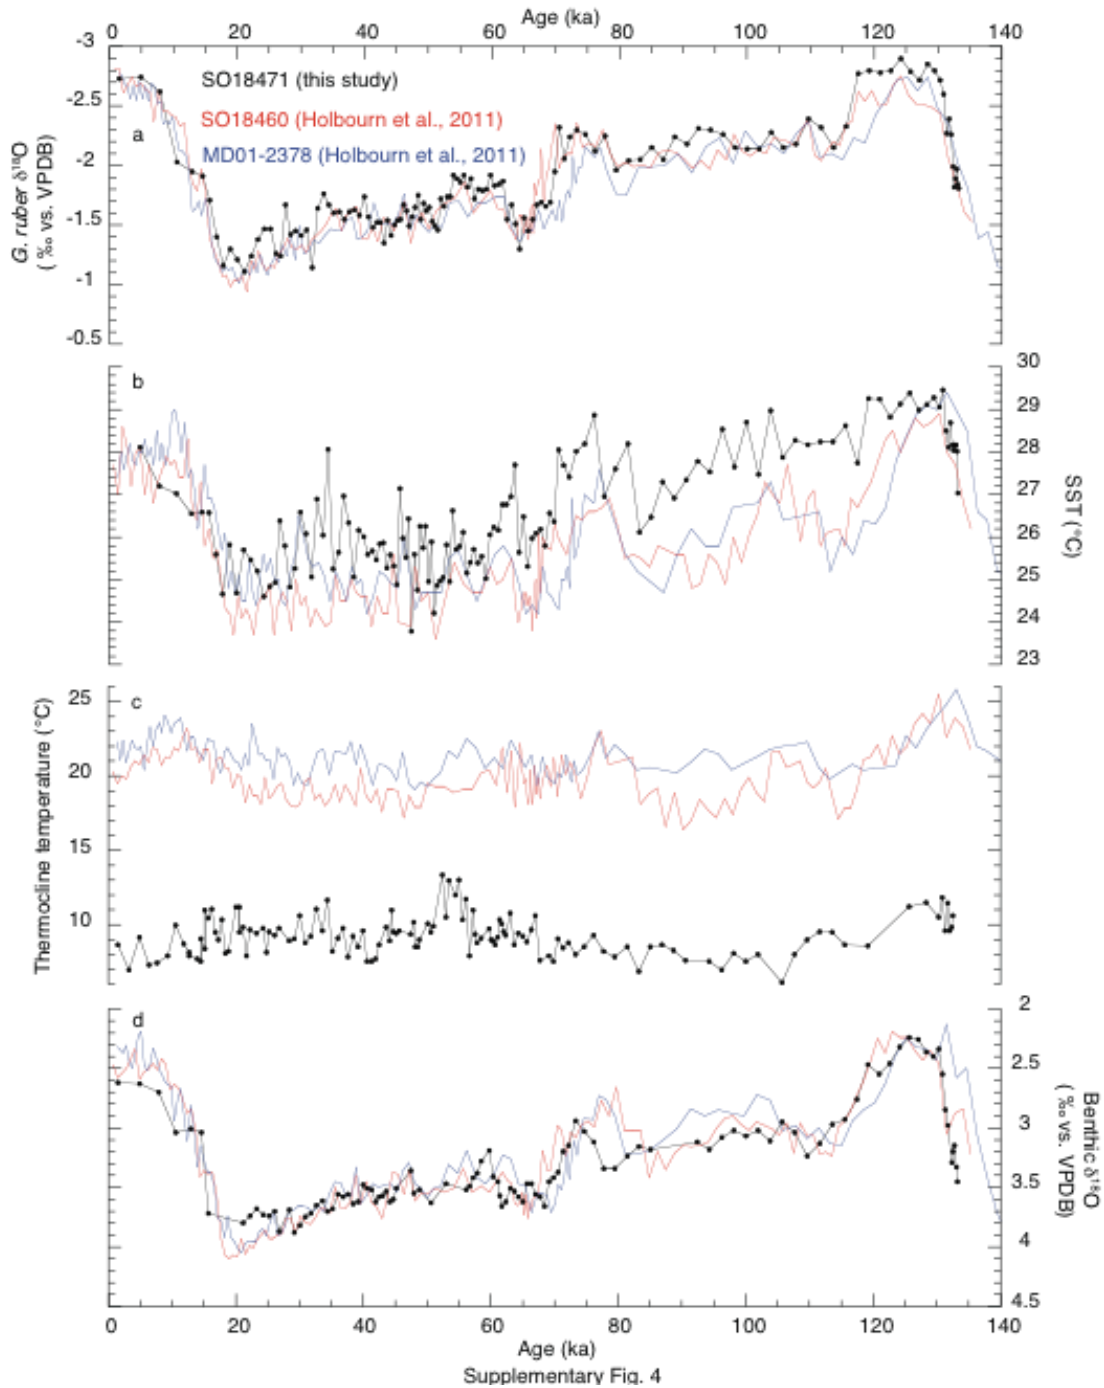 Age (ka)
0 20 40 60 80 100 120 140
-3
-2.5
-2
-1.5
-1
-0.5
G. ruber δ¹⁸O
(‰ vs. VPDB)
SO18471 (this study)
SO18460 (Holbourn et al., 2011)
MD01-2378 (Holbourn et al., 2011)
a
b
30
29
28
27
26
25
24
23
SST (°C)
c
25
20
15
10
Thermocline temperature (°C)
d
2
2.5
3
3.5
4
4.5
Benthic δ¹⁸O
(‰ vs. VPDB)
0 20 40 60 80 100 120 140
Age (ka)
Supplementary Fig. 4